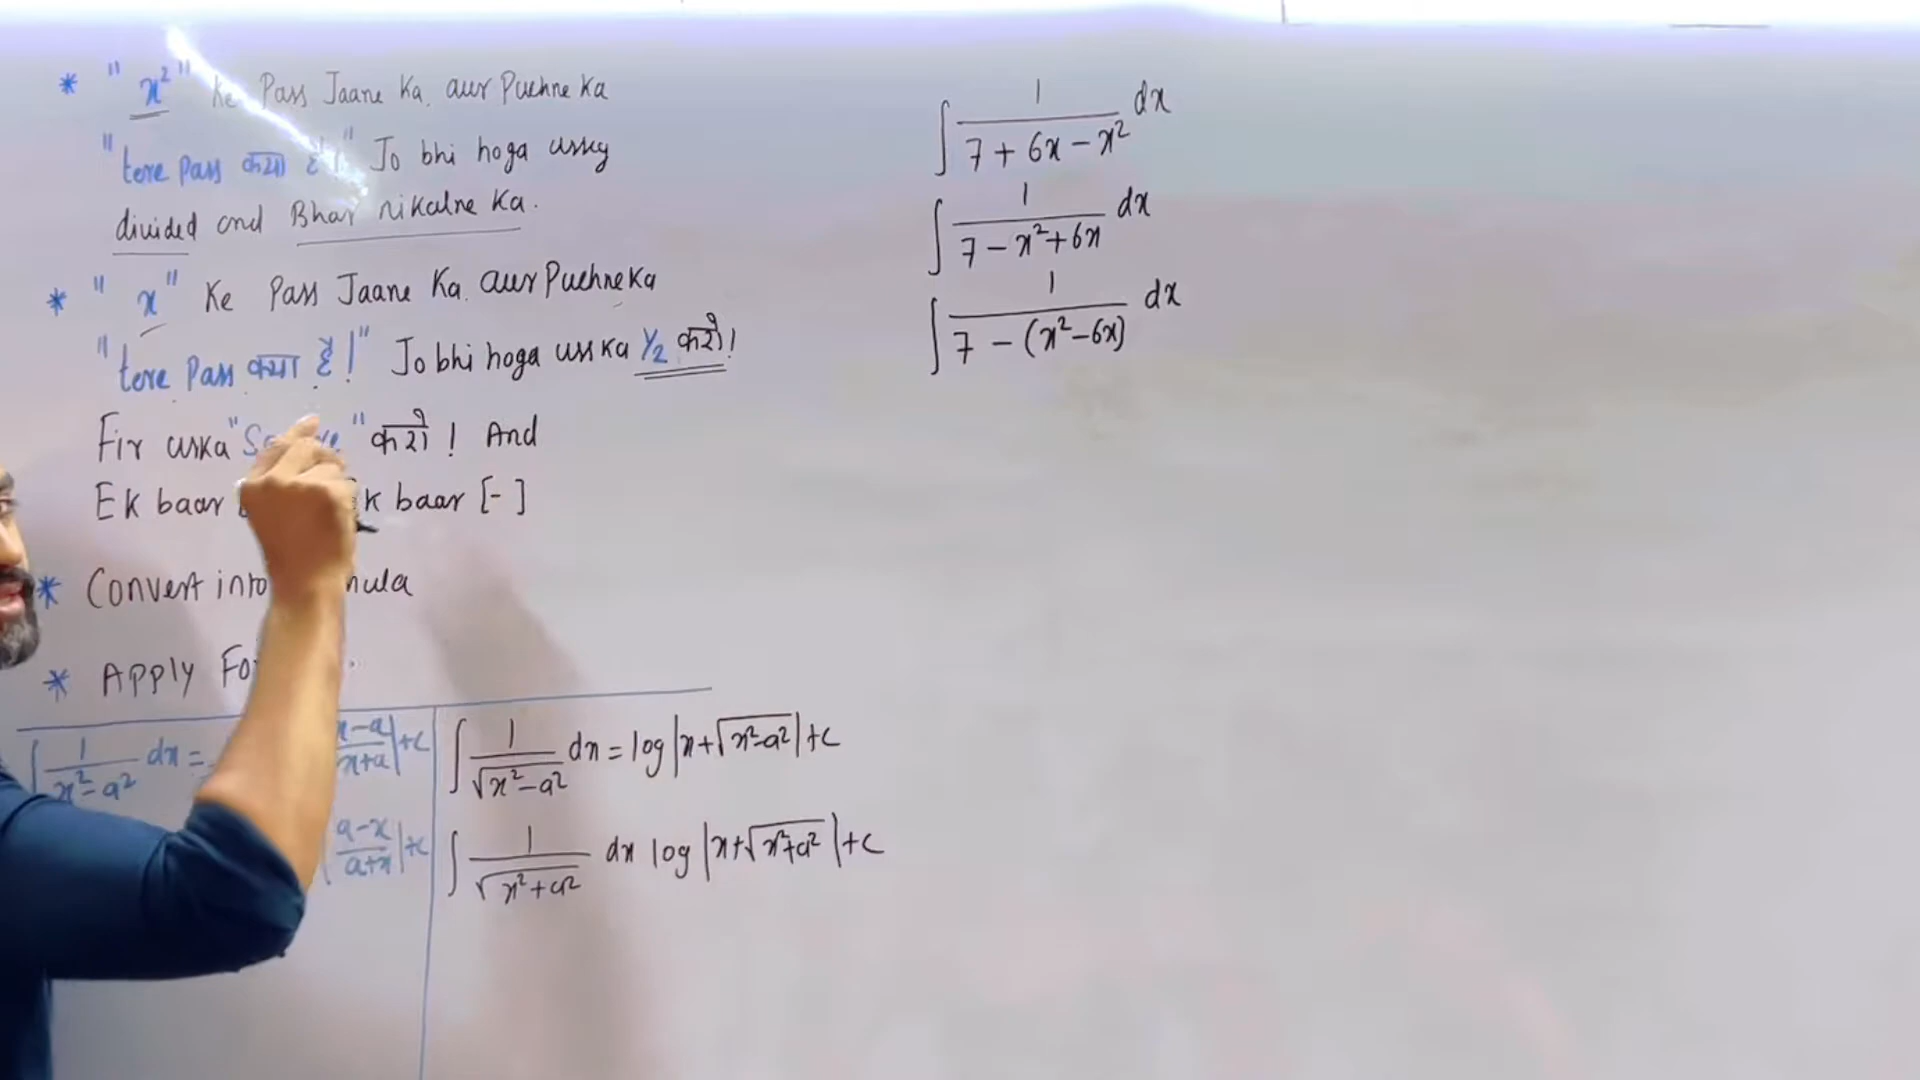 * " x² " Ke Pass Jaane Ka. aur Puchne Ka
"tere Pass क्या है!" Jo bhi hoga ussy
divided and Bhar nikalne Ka.
* " x " Ke Pass Jaane Ka. aur Puchne Ka
"tere Pass क्या है!" Jo bhi hoga uska ½ करो!
Fir uska करो! And
Ek baar baar [-]
* Convert into
* Apply
∫ 1/(x²-a²) dx = |(x-a)/(x+a)|+c
|(a-x)/(a+x)|+c
∫ 1/√(x²-a²) dx = log|x+√(x²-a²)|+c
∫ 1/√(x²+a²) dx log|x+√(x²+a²)|+c
∫ 1/(7+6x-x²) dx
∫ 1/(7-x²+6x) dx
∫ 1/(7-(x²-6x)) dx